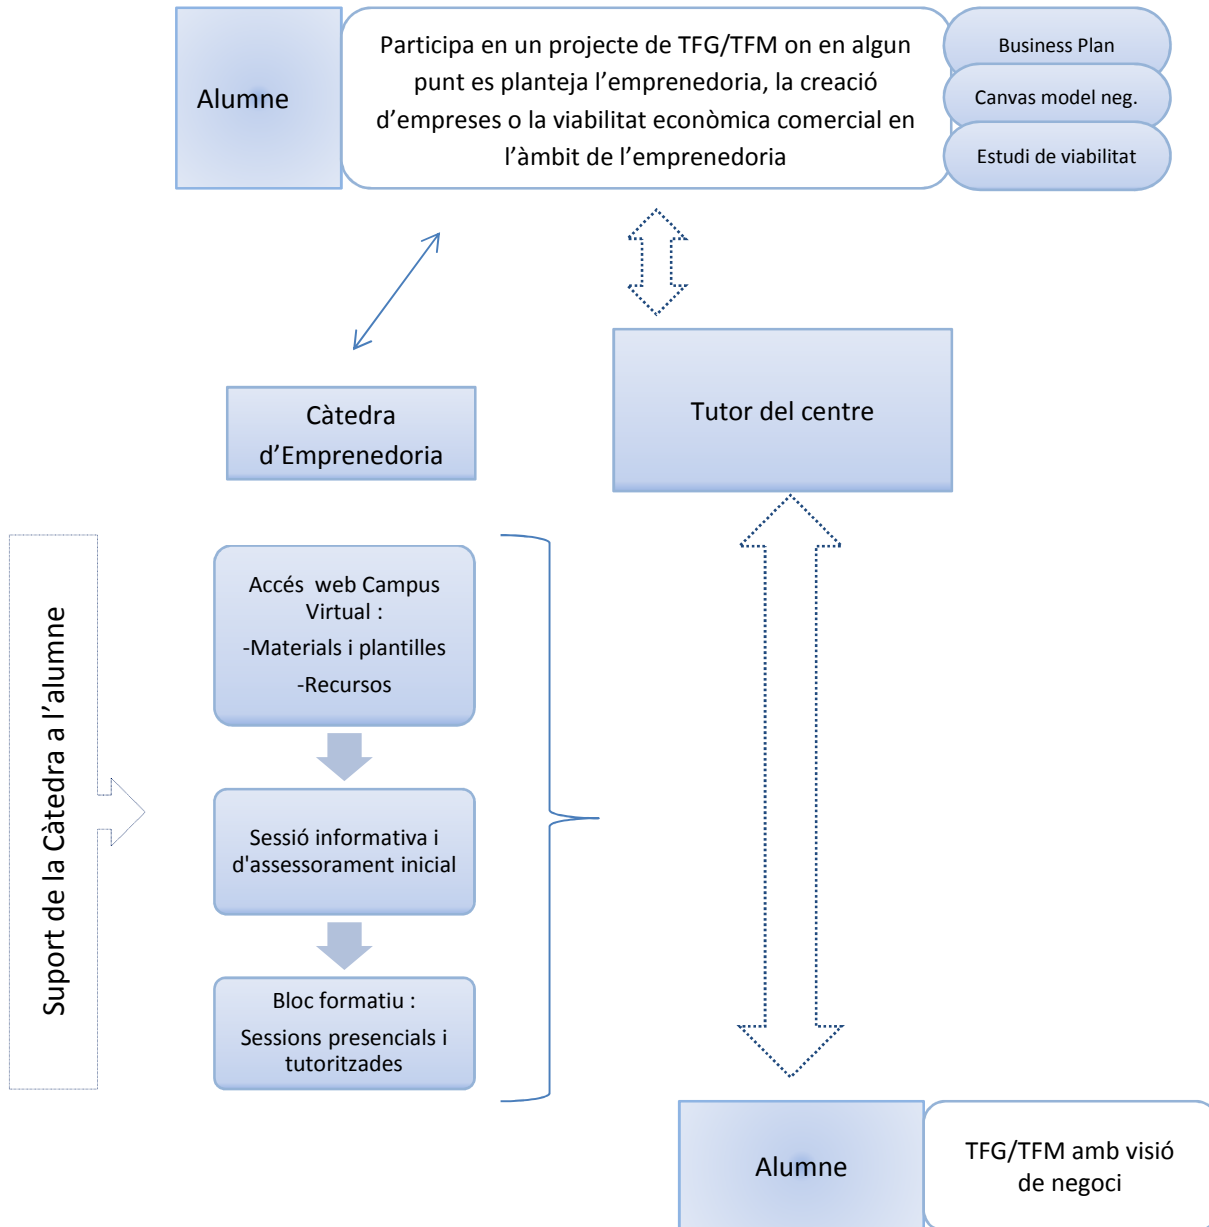 Alumne
Participa en un projecte de TFG/TFM on en algun
punt es planteja l’emprenedoria, la creació
d’empreses o la viabilitat econòmica comercial en
l’àmbit de l’emprenedoria
Business Plan
Canvas model neg.
Estudi de viabilitat
Càtedra
d’Emprenedoria
Tutor del centre
Suport de la Càtedra a l’alumne
Accés web Campus
Virtual :
-Materials i plantilles
-Recursos
Sessió informativa i
d'assessorament inicial
Bloc formatiu :
Sessions presencials i
tutoritzades
Alumne
TFG/TFM amb visió
de negoci